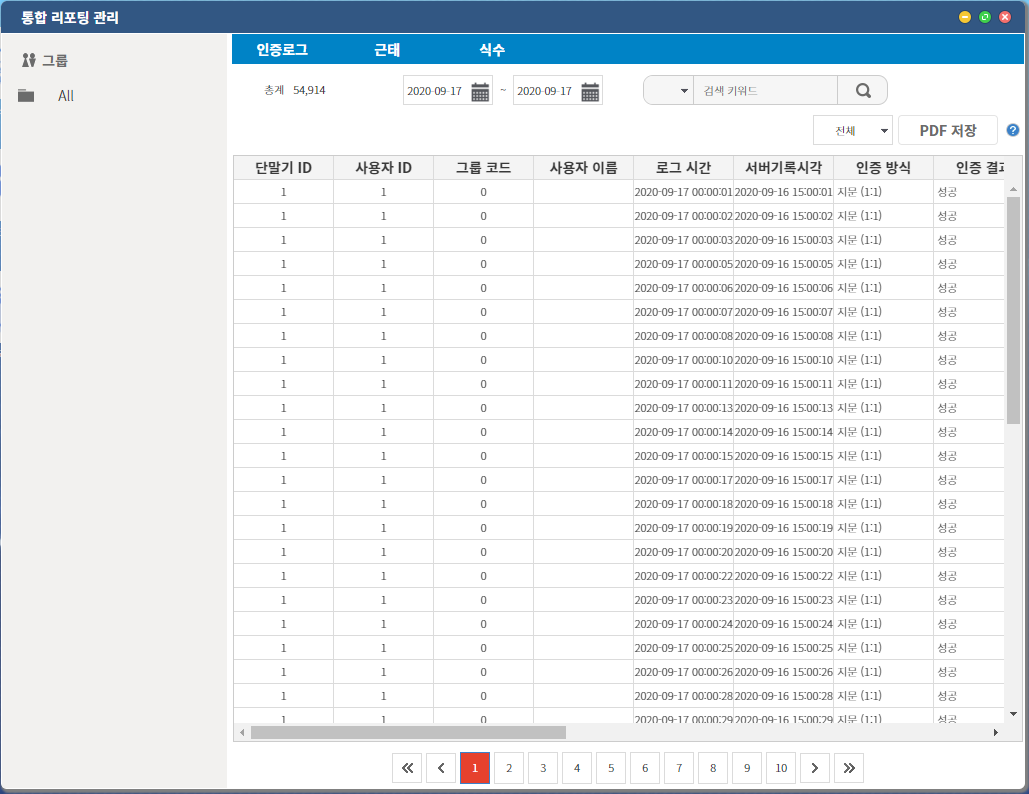 통합 리포팅 관리
그룹
All
인증로그 근태 식수
총계 54,914 2020-09-17 ~ 2020-09-17 검색 키워드
전체 PDF 저장 ?
단말기 ID 사용자 ID 그룹 코드 사용자 이름 로그 시간 서버기록시각 인증 방식 인증 결과
1 1 0 2020-09-17 00:00:01 2020-09-16 15:00:01 지문 (1:1) 성공
1 1 0 2020-09-17 00:00:02 2020-09-16 15:00:02 지문 (1:1) 성공
1 1 0 2020-09-17 00:00:03 2020-09-16 15:00:03 지문 (1:1) 성공
1 1 0 2020-09-17 00:00:05 2020-09-16 15:00:05 지문 (1:1) 성공
1 1 0 2020-09-17 00:00:06 2020-09-16 15:00:06 지문 (1:1) 성공
1 1 0 2020-09-17 00:00:07 2020-09-16 15:00:07 지문 (1:1) 성공
1 1 0 2020-09-17 00:00:08 2020-09-16 15:00:08 지문 (1:1) 성공
1 1 0 2020-09-17 00:00:10 2020-09-16 15:00:10 지문 (1:1) 성공
1 1 0 2020-09-17 00:00:11 2020-09-16 15:00:11 지문 (1:1) 성공
1 1 0 2020-09-17 00:00:13 2020-09-16 15:00:13 지문 (1:1) 성공
1 1 0 2020-09-17 00:00:14 2020-09-16 15:00:14 지문 (1:1) 성공
1 1 0 2020-09-17 00:00:15 2020-09-16 15:00:15 지문 (1:1) 성공
1 1 0 2020-09-17 00:00:17 2020-09-16 15:00:17 지문 (1:1) 성공
1 1 0 2020-09-17 00:00:18 2020-09-16 15:00:18 지문 (1:1) 성공
1 1 0 2020-09-17 00:00:19 2020-09-16 15:00:19 지문 (1:1) 성공
1 1 0 2020-09-17 00:00:20 2020-09-16 15:00:20 지문 (1:1) 성공
1 1 0 2020-09-17 00:00:22 2020-09-16 15:00:22 지문 (1:1) 성공
1 1 0 2020-09-17 00:00:23 2020-09-16 15:00:23 지문 (1:1) 성공
1 1 0 2020-09-17 00:00:24 2020-09-16 15:00:24 지문 (1:1) 성공
1 1 0 2020-09-17 00:00:25 2020-09-16 15:00:25 지문 (1:1) 성공
1 1 0 2020-09-17 00:00:26 2020-09-16 15:00:26 지문 (1:1) 성공
1 1 0 2020-09-17 00:00:28 2020-09-16 15:00:28 지문 (1:1) 성공
1 1 0 2020-09-17 00:00:29 2020-09-16 15:00:29 지문 (1:1) 성공
« ‹ 1 2 3 4 5 6 7 8 9 10 › »